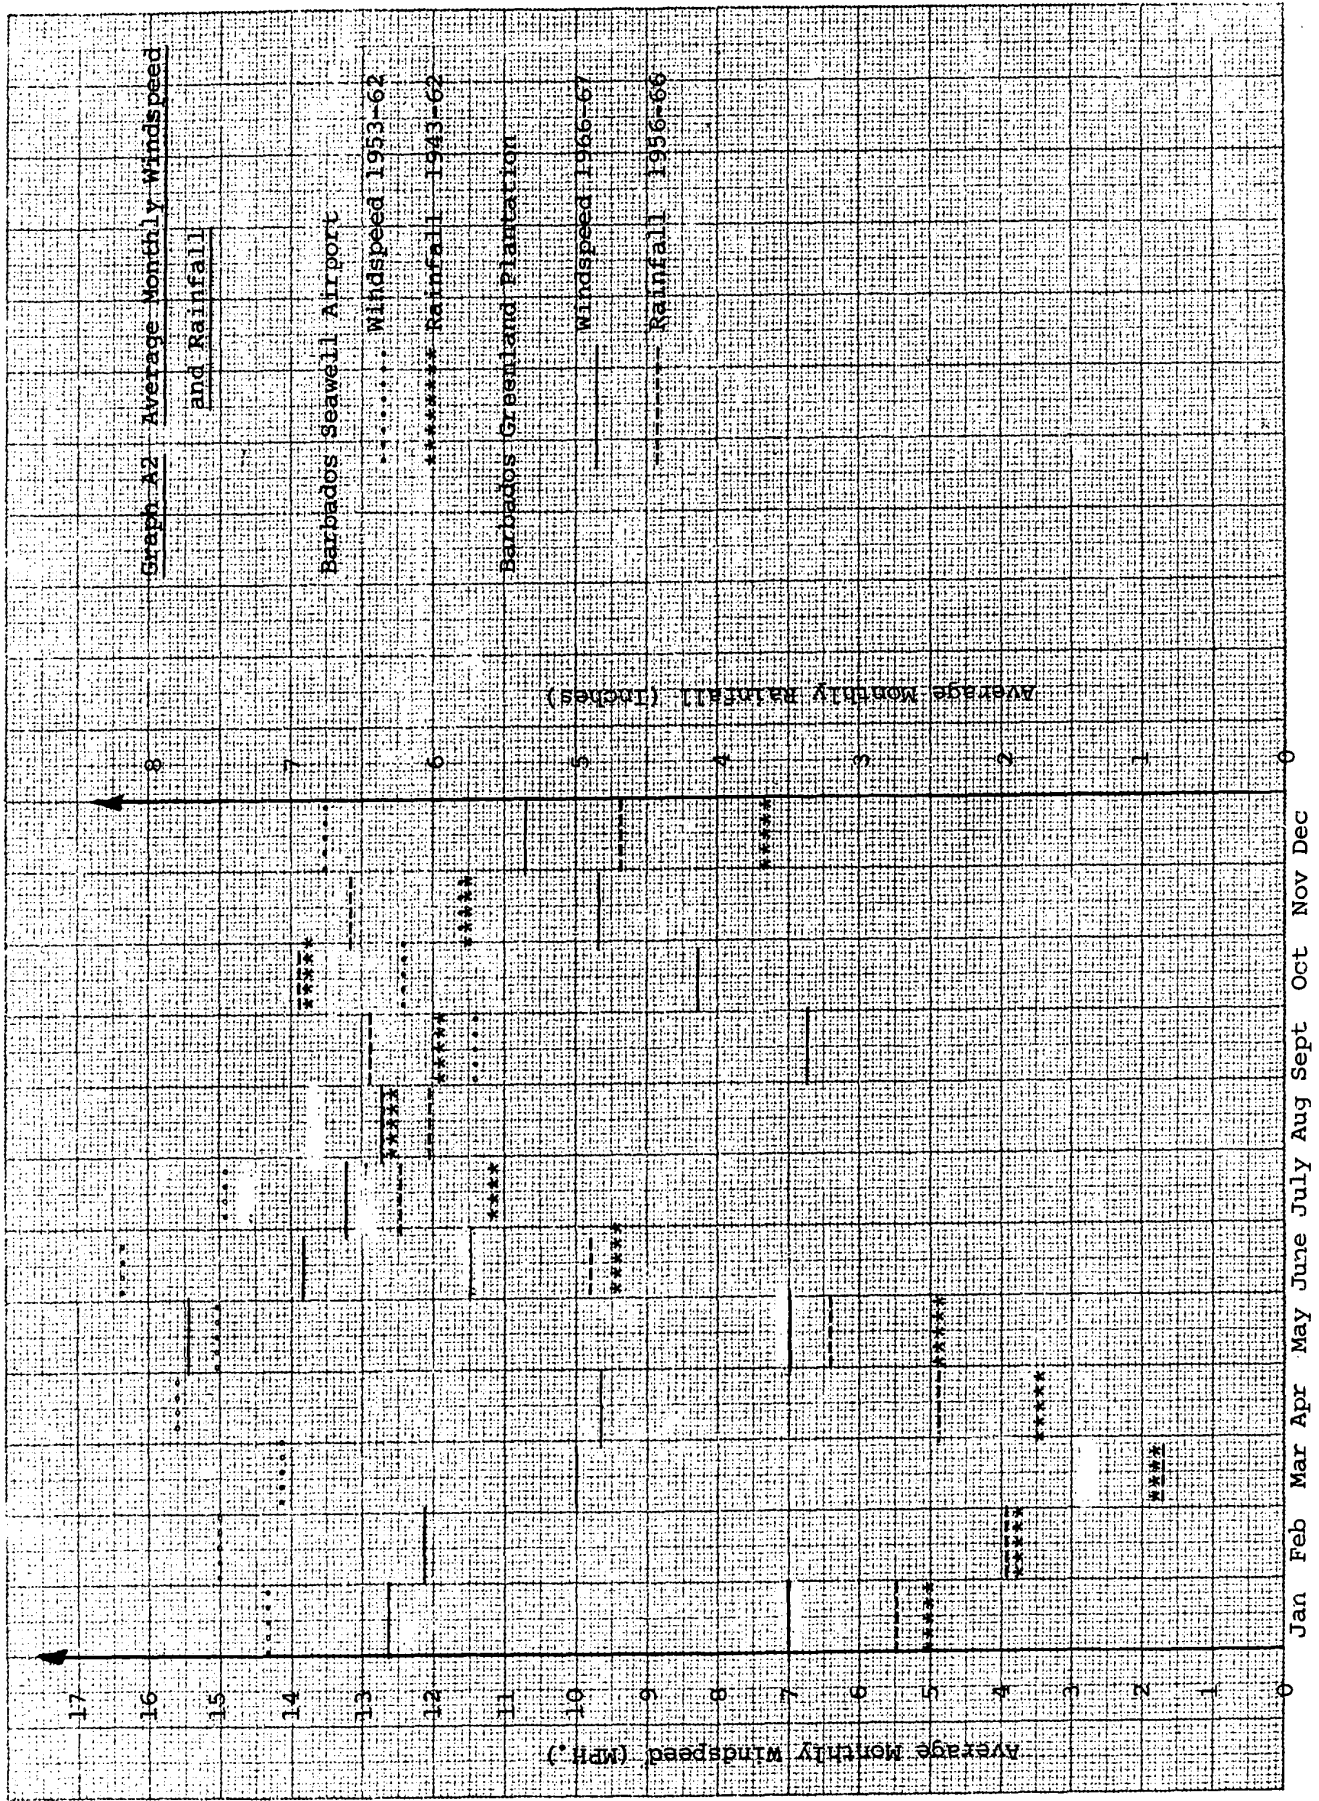 Graph A2 Average Monthly Windspeed
and Rainfall
Barbados Seawell Airport
Windspeed 1953-62
Rainfall 1943-62
Barbados Greenland Plantation
Windspeed 1966-67
Rainfall 1956-66
Average Monthly Rainfall (Inches)
8
7
6
5
4
3
2
1
0
Jan Feb Mar Apr May June July Aug Sept Oct Nov Dec
17
16
15
14
13
12
11
10
9
8
7
6
5
4
3
2
1
0
Average Monthly Windspeed (MPH.)